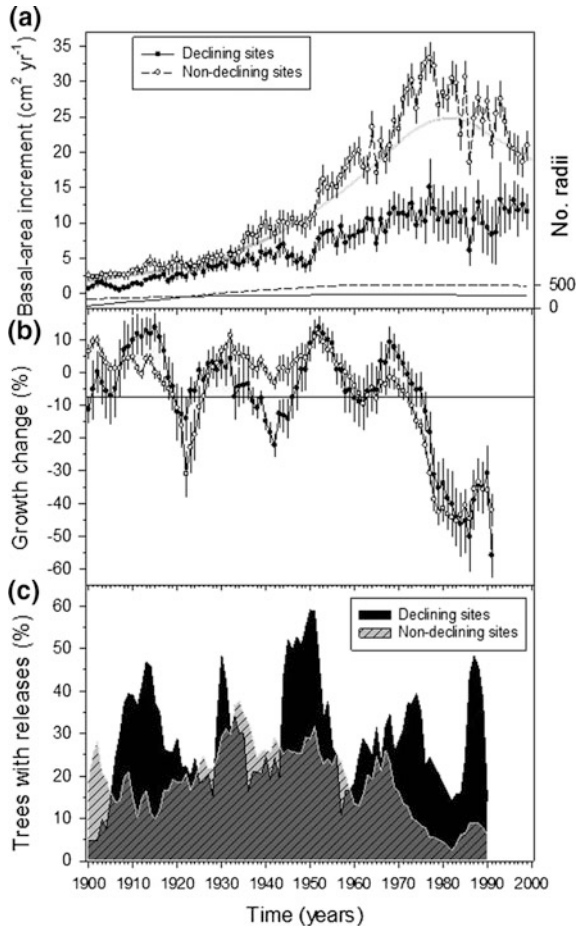 (a)
Basal-area increment (cm² yr⁻¹)
35
30
25
20
15
10
5
0
Declining sites
Non-declining sites
No. radii
500
0
(b)
Growth change (%)
10
0
-10
-20
-30
-40
-50
-60
(c)
Trees with releases (%)
60
50
40
30
20
10
0
Declining sites
Non-declining sites
1900 1910 1920 1930 1940 1950 1960 1970 1980 1990 2000
Time (years)